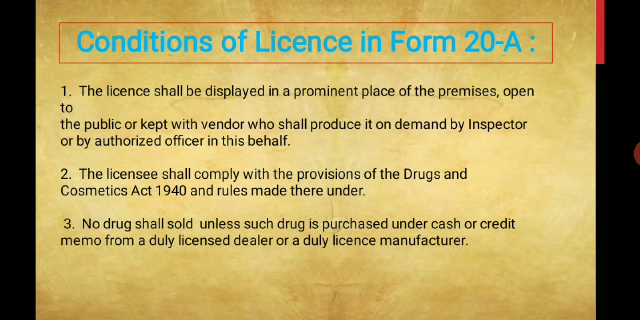 Conditions of Licence in Form 20-A :
1. The licence shall be displayed in a prominent place of the premises, open
to
the public or kept with vendor who shall produce it on demand by Inspector
or by authorized officer in this behalf.
2. The licensee shall comply with the provisions of the Drugs and
Cosmetics Act 1940 and rules made there under.
3. No drug shall sold unless such drug is purchased under cash or credit
memo from a duly licensed dealer or a duly licence manufacturer.